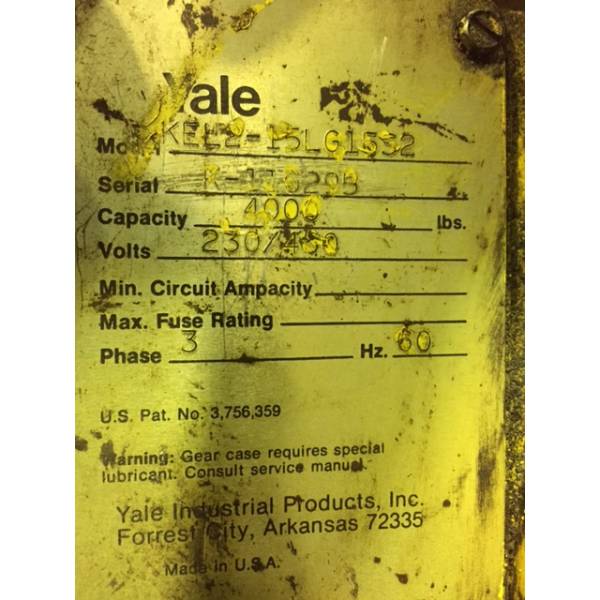 Yale
Model KEL2-15LG15S2
Serial
Capacity 4000 lbs.
Volts 230/460
Min. Circuit Ampacity
Max. Fuse Rating
Phase 3 Hz. 60
U.S. Pat. No. 3,756,359
Warning: Gear case requires special
lubricant. Consult service manual.
Yale Industrial Products, Inc.
Forrest City, Arkansas 72335
Made in U.S.A.